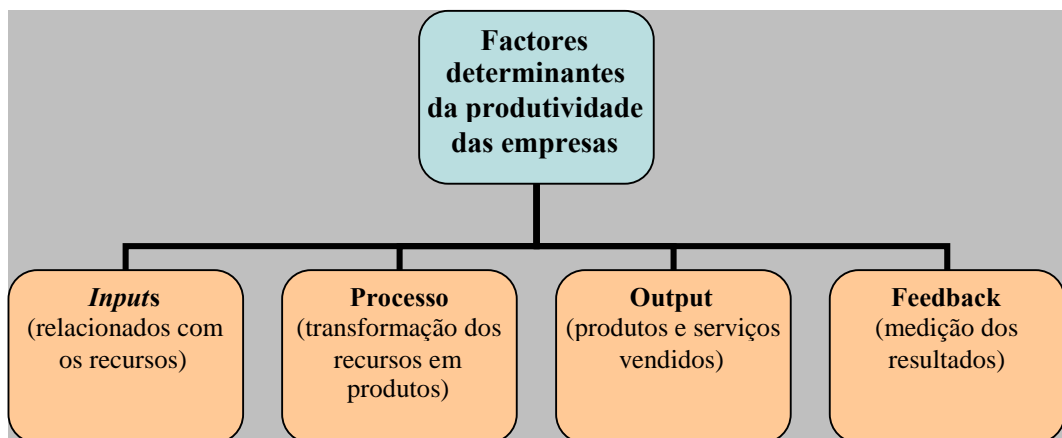 Factores
determinantes
da produtividade
das empresas
Inputs
(relacionados com
os recursos)
Processo
(transformação dos
recursos em
produtos)
Output
(produtos e serviços
vendidos)
Feedback
(medição dos
resultados)